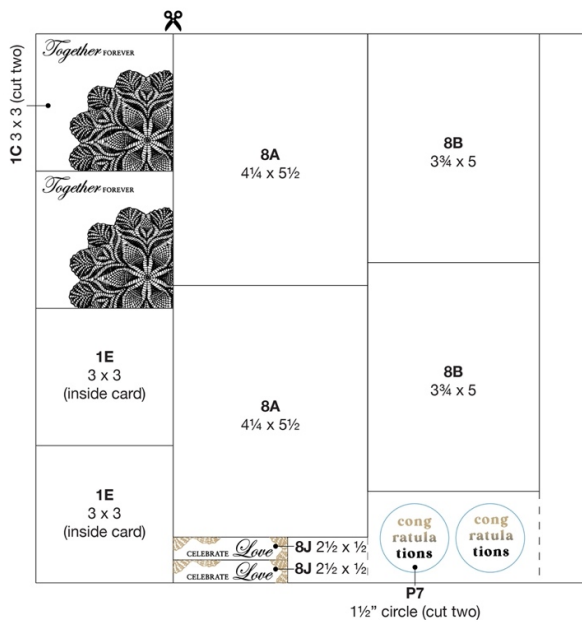 1C 3 x 3 (cut two)
Together FOREVER
Together FOREVER
1E
3 x 3
(inside card)
1E
3 x 3
(inside card)
8A
4¼ x 5½
8A
4¼ x 5½
CELEBRATE Love
8J 2½ x ½
CELEBRATE Love
8J 2½ x ½
8B
3¾ x 5
8B
3¾ x 5
cong
ratula
tions
cong
ratula
tions
P7
1½” circle (cut two)